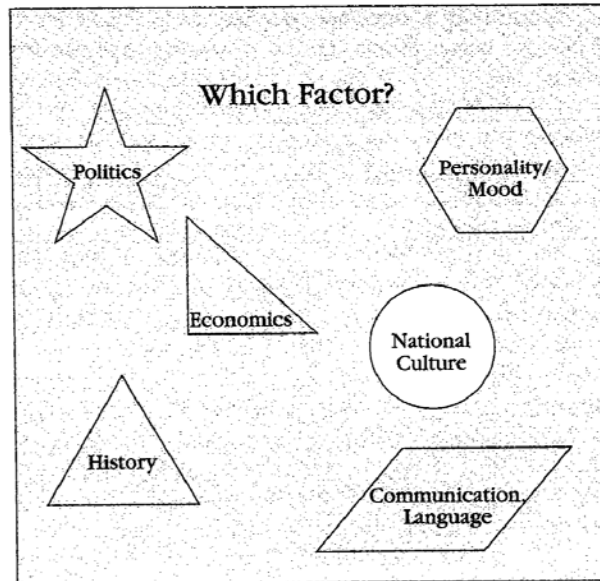 Which Factor?
Politics
Personality/
Mood
Economics
National
Culture
History
Communication,
Language